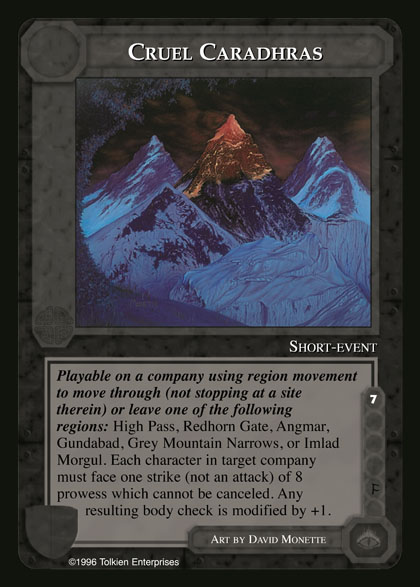 Cruel Caradhras
Short-event
Playable on a company using region movement
to move through (not stopping at a site
therein) or leave one of the following
regions: High Pass, Redhorn Gate, Angmar,
Gundabad, Grey Mountain Narrows, or Imlad
Morgul. Each character in target company
must face one strike (not an attack) of 8
prowess which cannot be canceled. Any
resulting body check is modified by +1.
7
Art by David Monette
©1996 Tolkien Enterprises